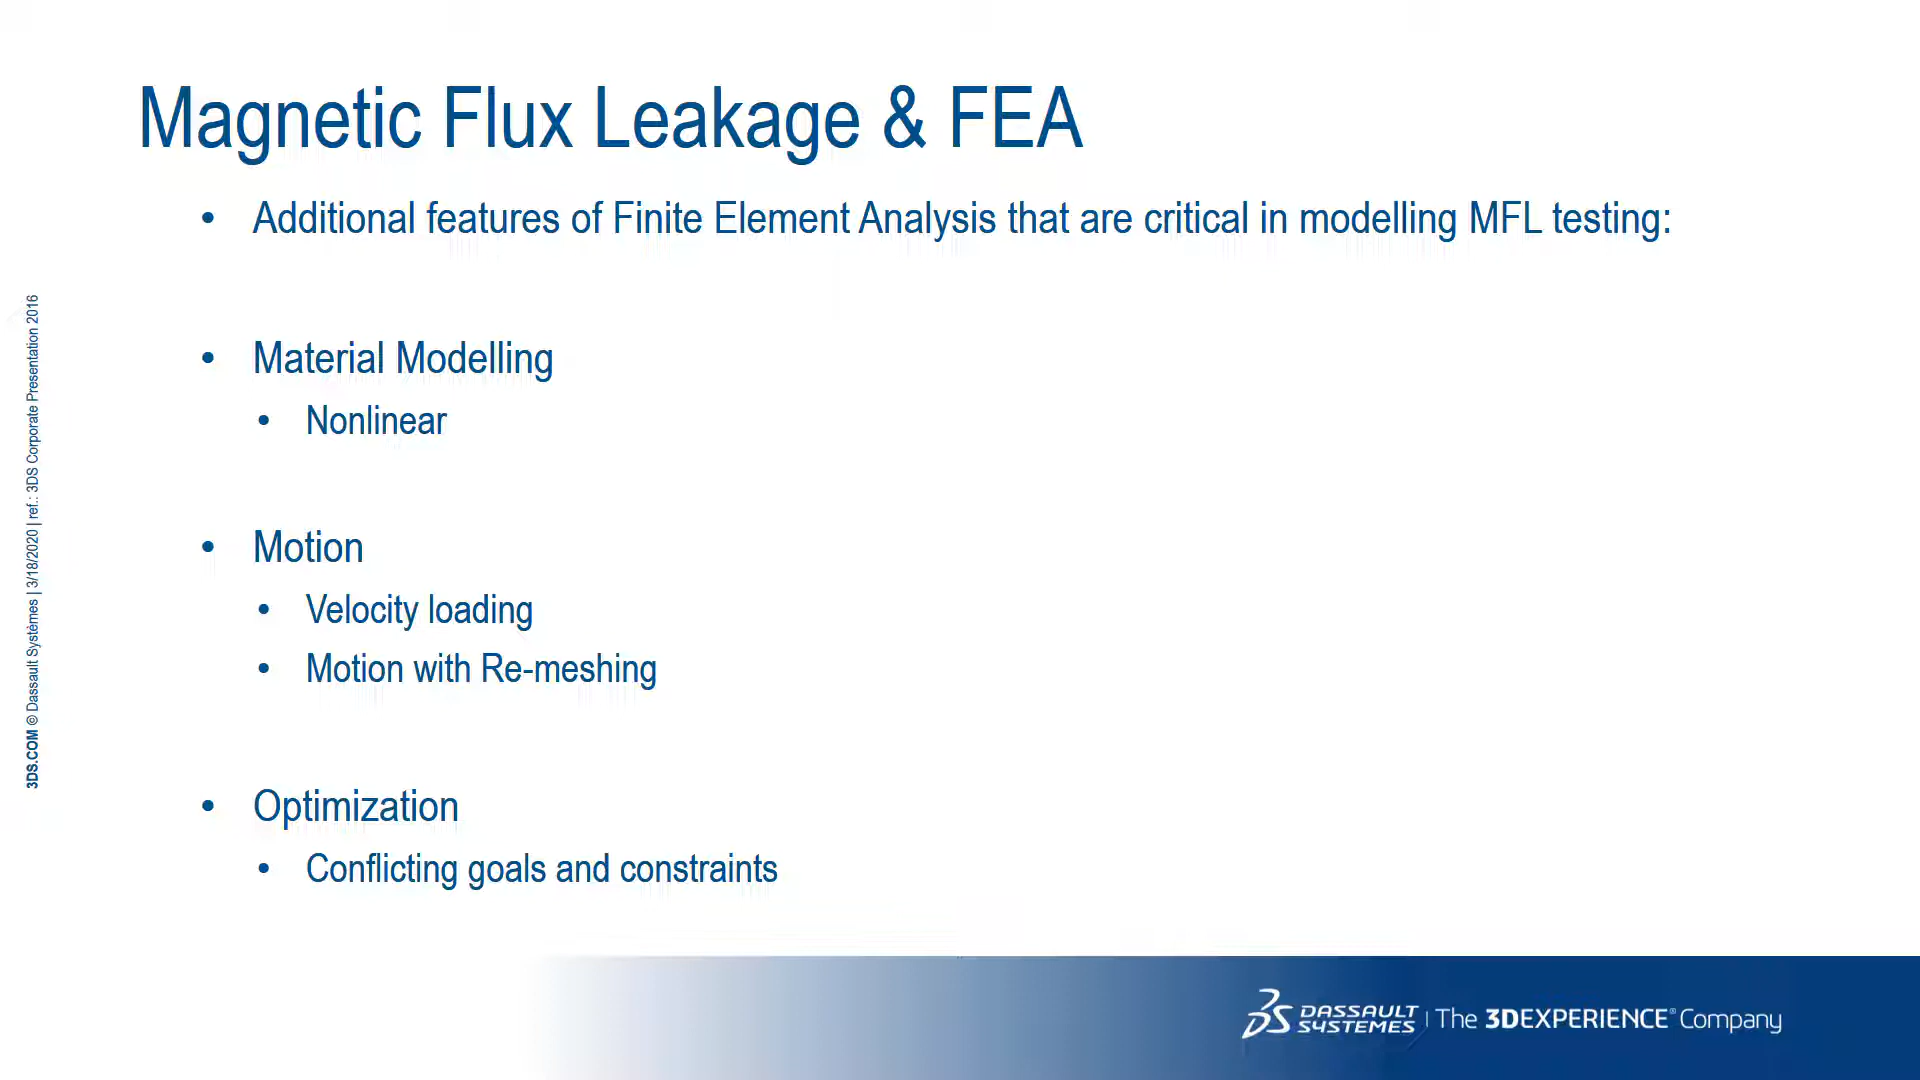 Magnetic Flux Leakage & FEA
• Additional features of Finite Element Analysis that are critical in modelling MFL testing:
• Material Modelling
• Nonlinear
• Motion
• Velocity loading
• Motion with Re-meshing
• Optimization
• Conflicting goals and constraints
3DS.COM © Dassault Systèmes | 3/18/2020 | ref.: 3DS Corporate Presentation 2016
3DS DASSAULT SYSTEMES | The 3DEXPERIENCE® Company